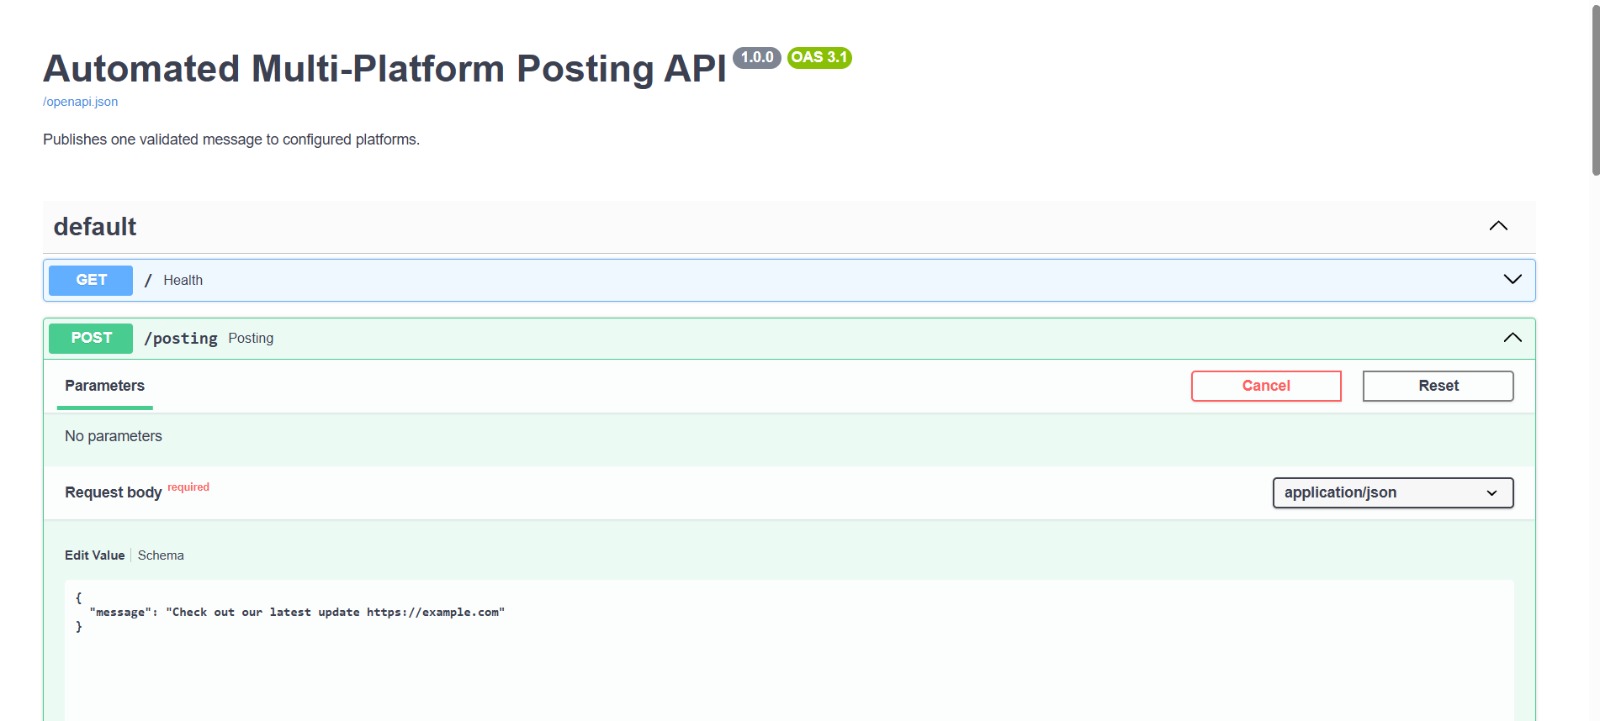 Automated Multi-Platform Posting API 1.0.0 OAS 3.1
/openapi.json
Publishes one validated message to configured platforms.
default
GET / Health
POST /posting Posting
Parameters Cancel Reset
No parameters
Request body required application/json
Edit Value Schema
{
"message": "Check out our latest update https://example.com"
}